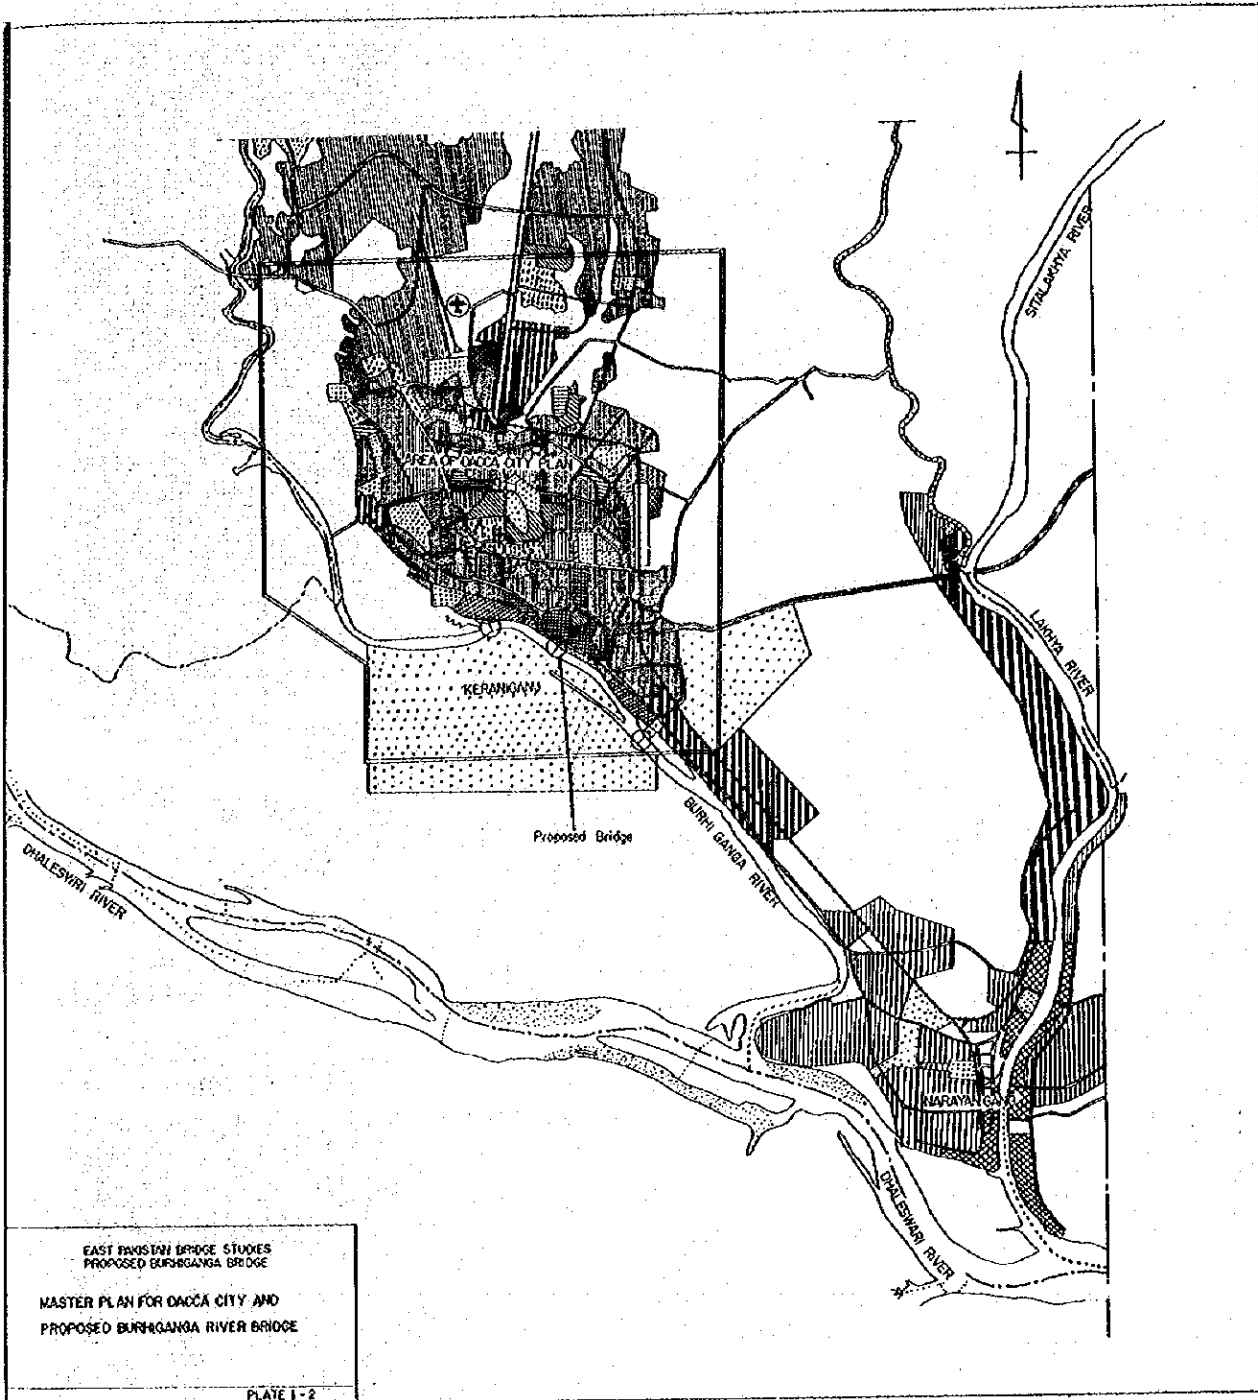 SITALAKHYA RIVER
AREA OF DACCA CITY PLAN
LAKHYA RIVER
KERANIGANJ
Proposed Bridge
BURHI GANGA RIVER
DHALESWRI RIVER
NARAYANGANJ
DHALESWARI RIVER
EAST PAKISTAN BRIDGE STUDIES
PROPOSED BURHIGANGA BRIDGE
MASTER PLAN FOR DACCA CITY AND
PROPOSED BURHIGANGA RIVER BRIDGE
PLATE 1-2